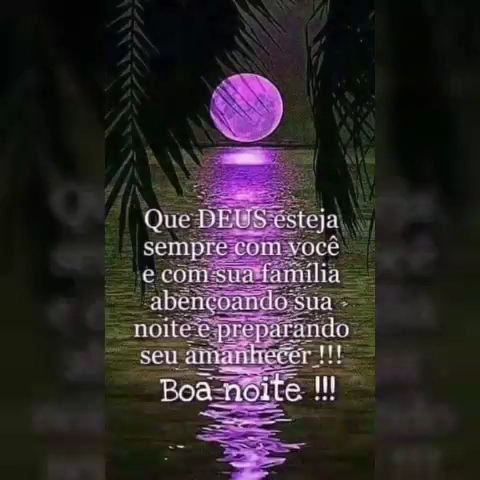 Que DEUS esteja
sempre com você
e com sua família
abençoando sua
noite e preparando
seu amanhecer !!!
Boa noite !!!